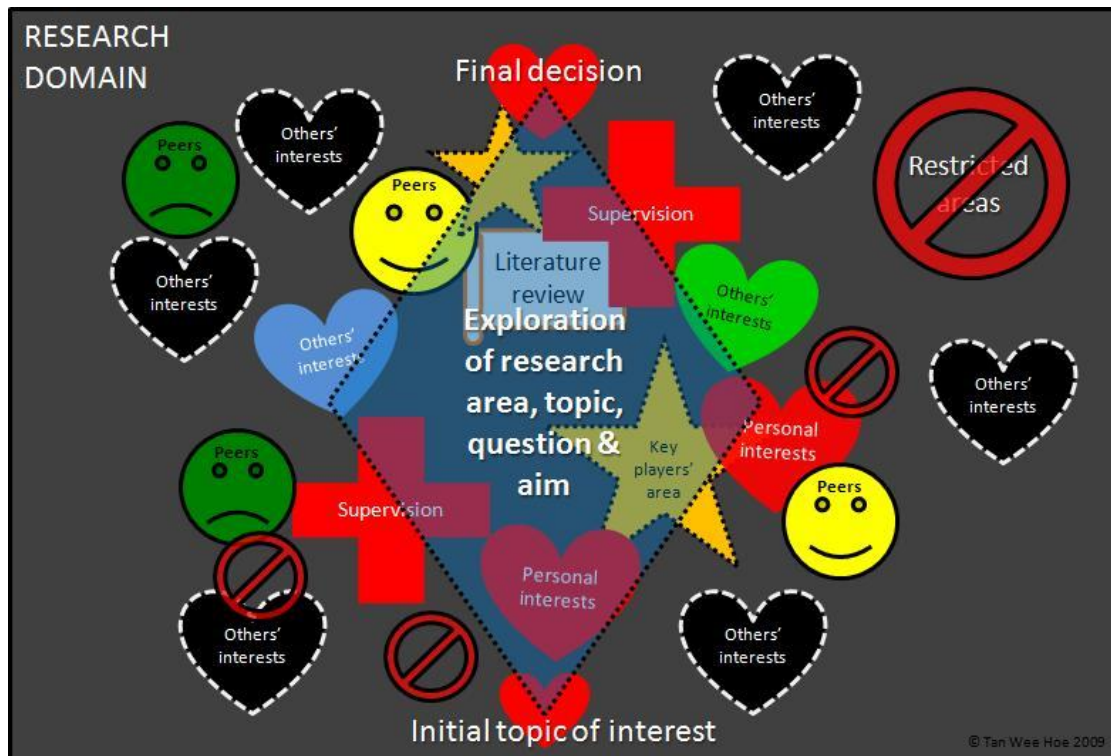 RESEARCH
DOMAIN
Final decision
Others'
interests
Others'
interests
Peers
Restricted
areas
Peers
Supervision
Others'
interests
Literature
review
Others'
interests
Others'
interests
Exploration
of research
area, topic,
question &
aim
Others'
interests
Personal
interests
Key
players'
area
Peers
Peers
Supervision
Personal
interests
Others'
interests
Others'
interests
Initial topic of interest
© Tan Wee Hoe 2009